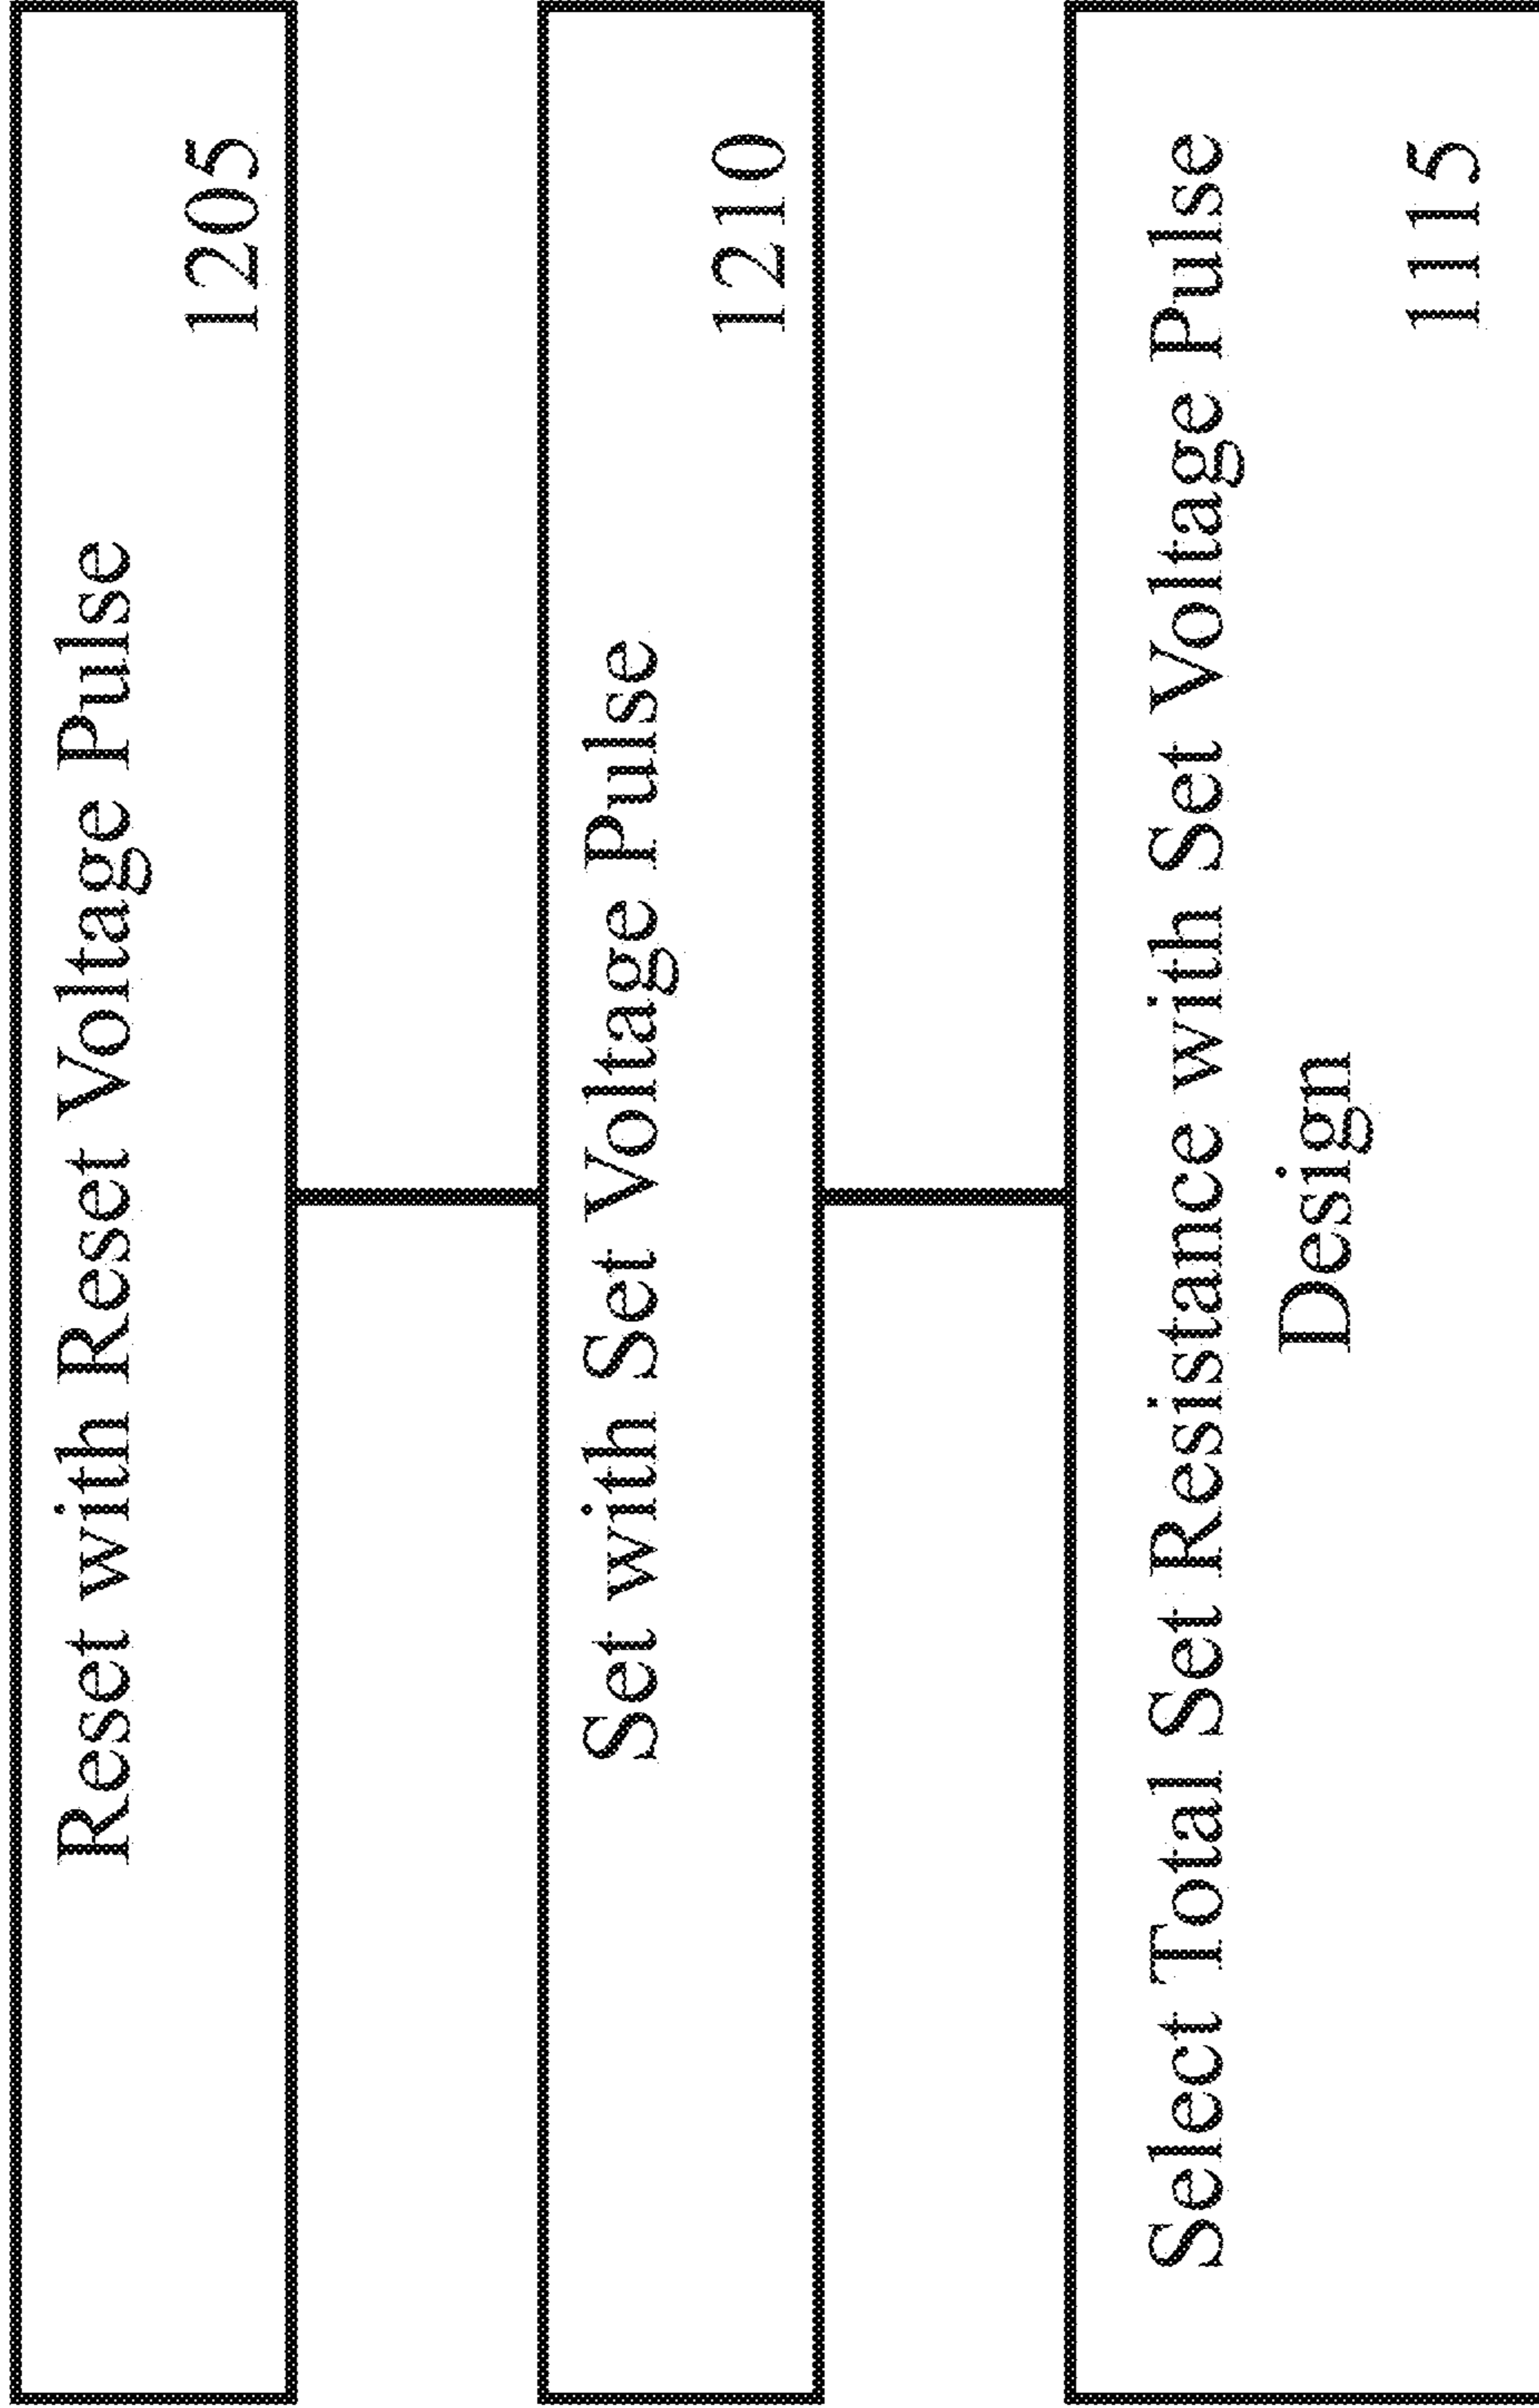 Reset with Reset Voltage Pulse
1205
Set with Set Voltage Pulse
1210
Select Total Set Resistance with Set Voltage Pulse
Design
1115